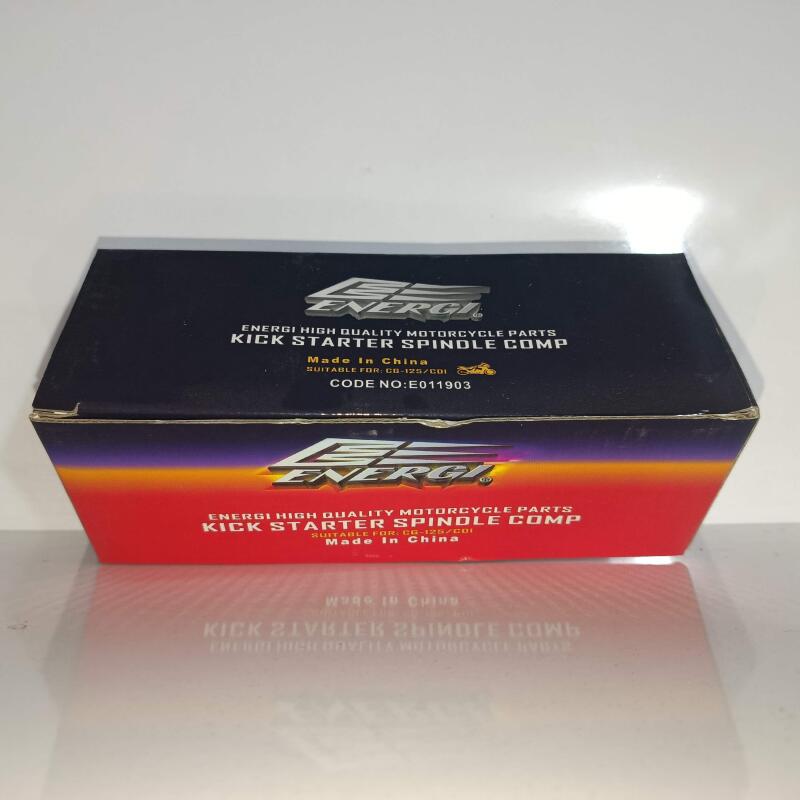 ENERGI®
ENERGI HIGH QUALITY MOTORCYCLE PARTS
KICK STARTER SPINDLE COMP
Made In China
SUITABLE FOR: CG-125/CDI
CODE NO:E011903
ENERGI®
ENERGI HIGH QUALITY MOTORCYCLE PARTS
KICK STARTER SPINDLE COMP
SUITABLE FOR: CG-125/CDI
Made In China